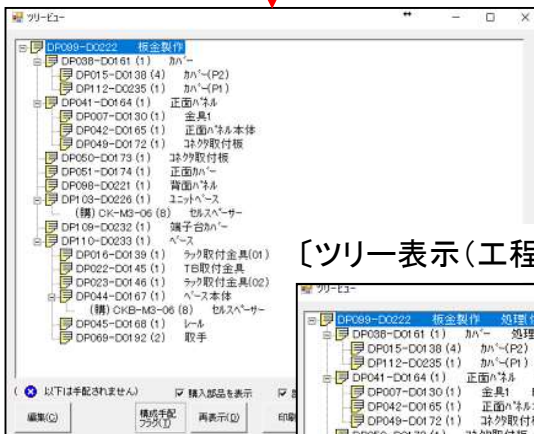 ツリービュー
DP099-D0222 板金製作
DP038-D0161 (1) ｶﾊﾞｰ
DP015-D0138 (4) ｶﾊﾞｰ(P2)
DP112-D0235 (1) ｶﾊﾞｰ(P1)
DP041-D0164 (1) 正面ﾊﾟﾈﾙ
DP007-D0130 (1) 金具1
DP042-D0165 (1) 正面ﾊﾟﾈﾙ本体
DP049-D0172 (1) ｺﾈｸﾀ取付板
DP050-D0173 (1) ｺﾈｸﾀ取付板
DP051-D0174 (1) 正面ｶﾊﾞｰ
DP098-D0221 (1) 背面ﾊﾟﾈﾙ
DP103-D0226 (1) ﾕﾆｯﾄﾍﾞｰｽ
(購) CK-M3-06 (8) ｾﾙｽﾍﾟｰｻｰ
DP109-D0232 (1) 端子台ｶﾊﾞｰ
DP110-D0233 (1) ﾍﾞｰｽ
DP016-D0139 (1) ﾗｯｸ取付金具(01)
DP022-D0145 (1) TB取付金具
DP023-D0146 (1) ﾗｯｸ取付金具(02)
DP044-D0167 (1) ﾍﾞｰｽ本体
(購) CKB-M3-06 (8) ｾﾙｽﾍﾟｰｻｰ
DP045-D0168 (1) ﾚｰﾙ
DP069-D0192 (2) 取手
( 以下は手配されません) 購入部品を表示
編集(C) 構成手配フラグ(T) 再表示(D) 印刷
〔ツリー表示(工程
ツリービュー
DP099-D0222 板金製作
DP038-D0161 (1) ｶﾊﾞｰ 処理
DP015-D0138 (4) ｶﾊﾞｰ(P2)
DP112-D0235 (1) ｶﾊﾞｰ(P1)
DP041-D0164 (1) 正面ﾊﾟﾈﾙ
DP007-D0130 (1) 金具1
DP042-D0165 (1) 正面ﾊﾟﾈﾙ
DP049-D0172 (1) ｺﾈｸﾀ取付